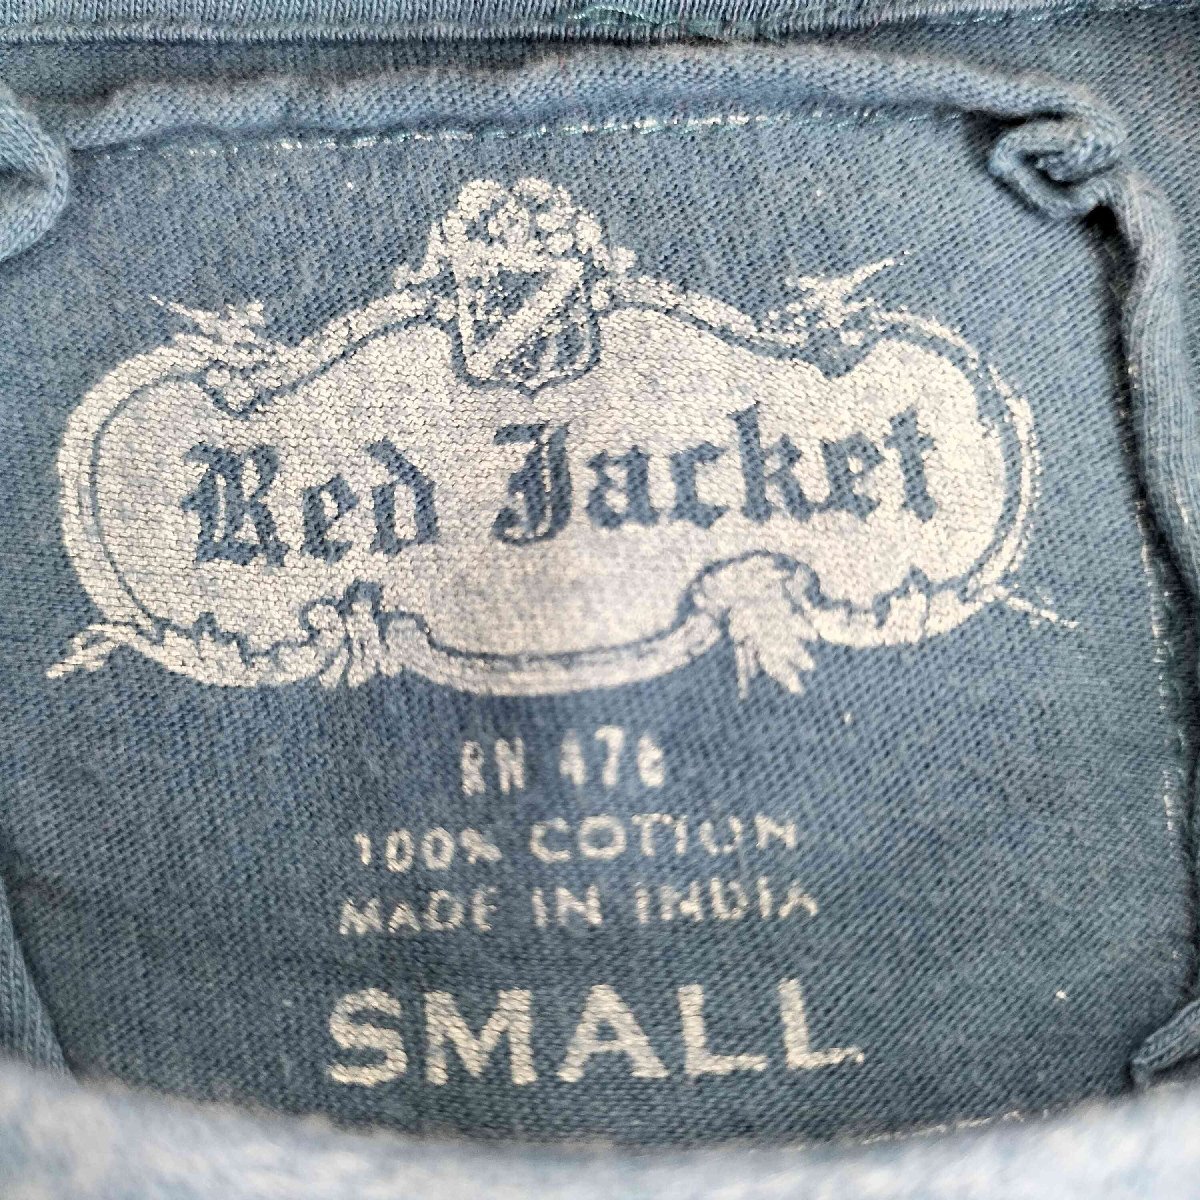 Red Jacket
RN 476
100% COTTON
MADE IN INDIA
SMALL